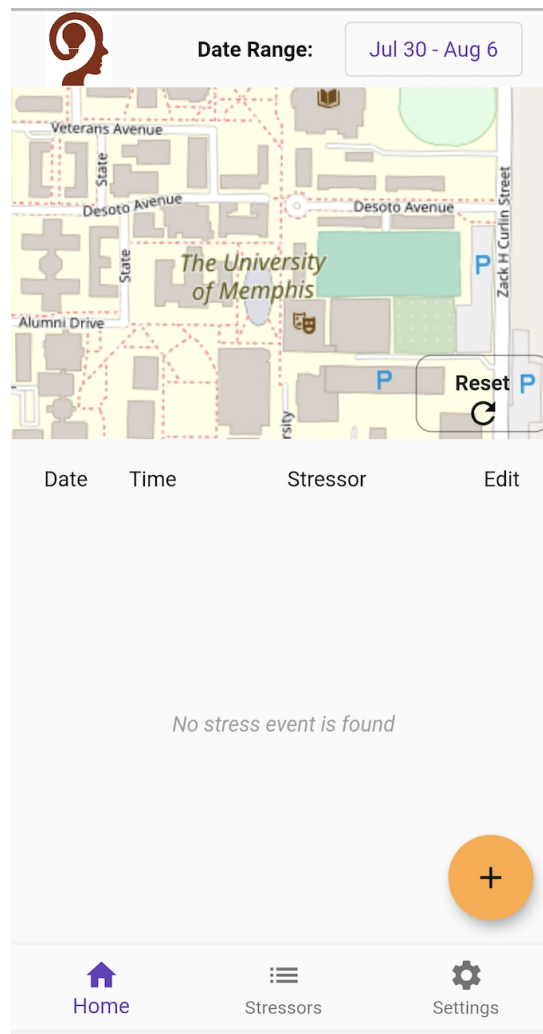 Date Range: Jul 30 - Aug 6
Veterans Avenue
State
Desoto Avenue
Desoto Avenue
Zack H Curlin Street
The University
of Memphis
State
P
Alumni Drive
P
Reset
P
rsity
Date Time Stressor Edit
No stress event is found
+
Home Stressors Settings